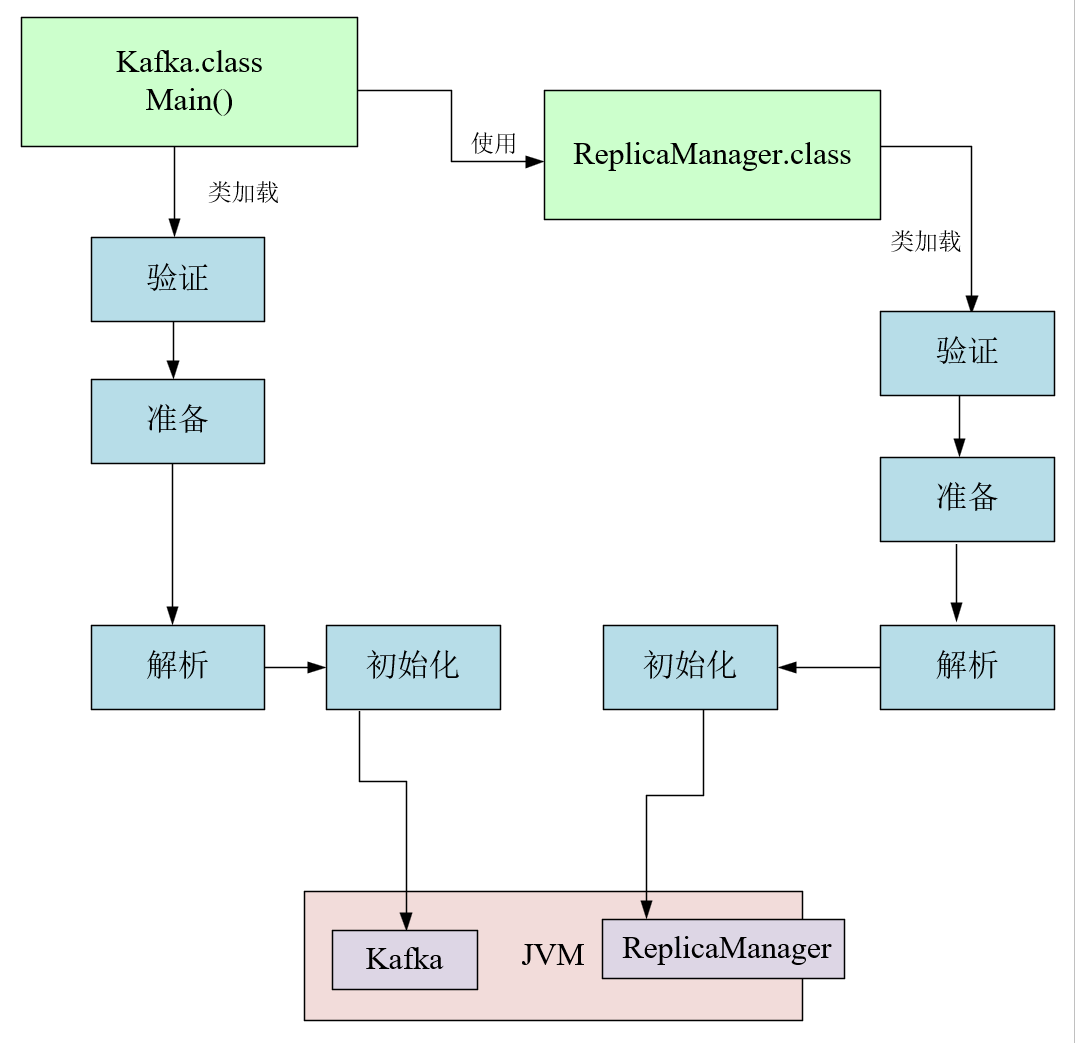 Kafka.class
Main()
使用
ReplicaManager.class
类加载
类加载
验证
验证
准备
准备
解析
初始化
初始化
解析
Kafka
JVM
ReplicaManager